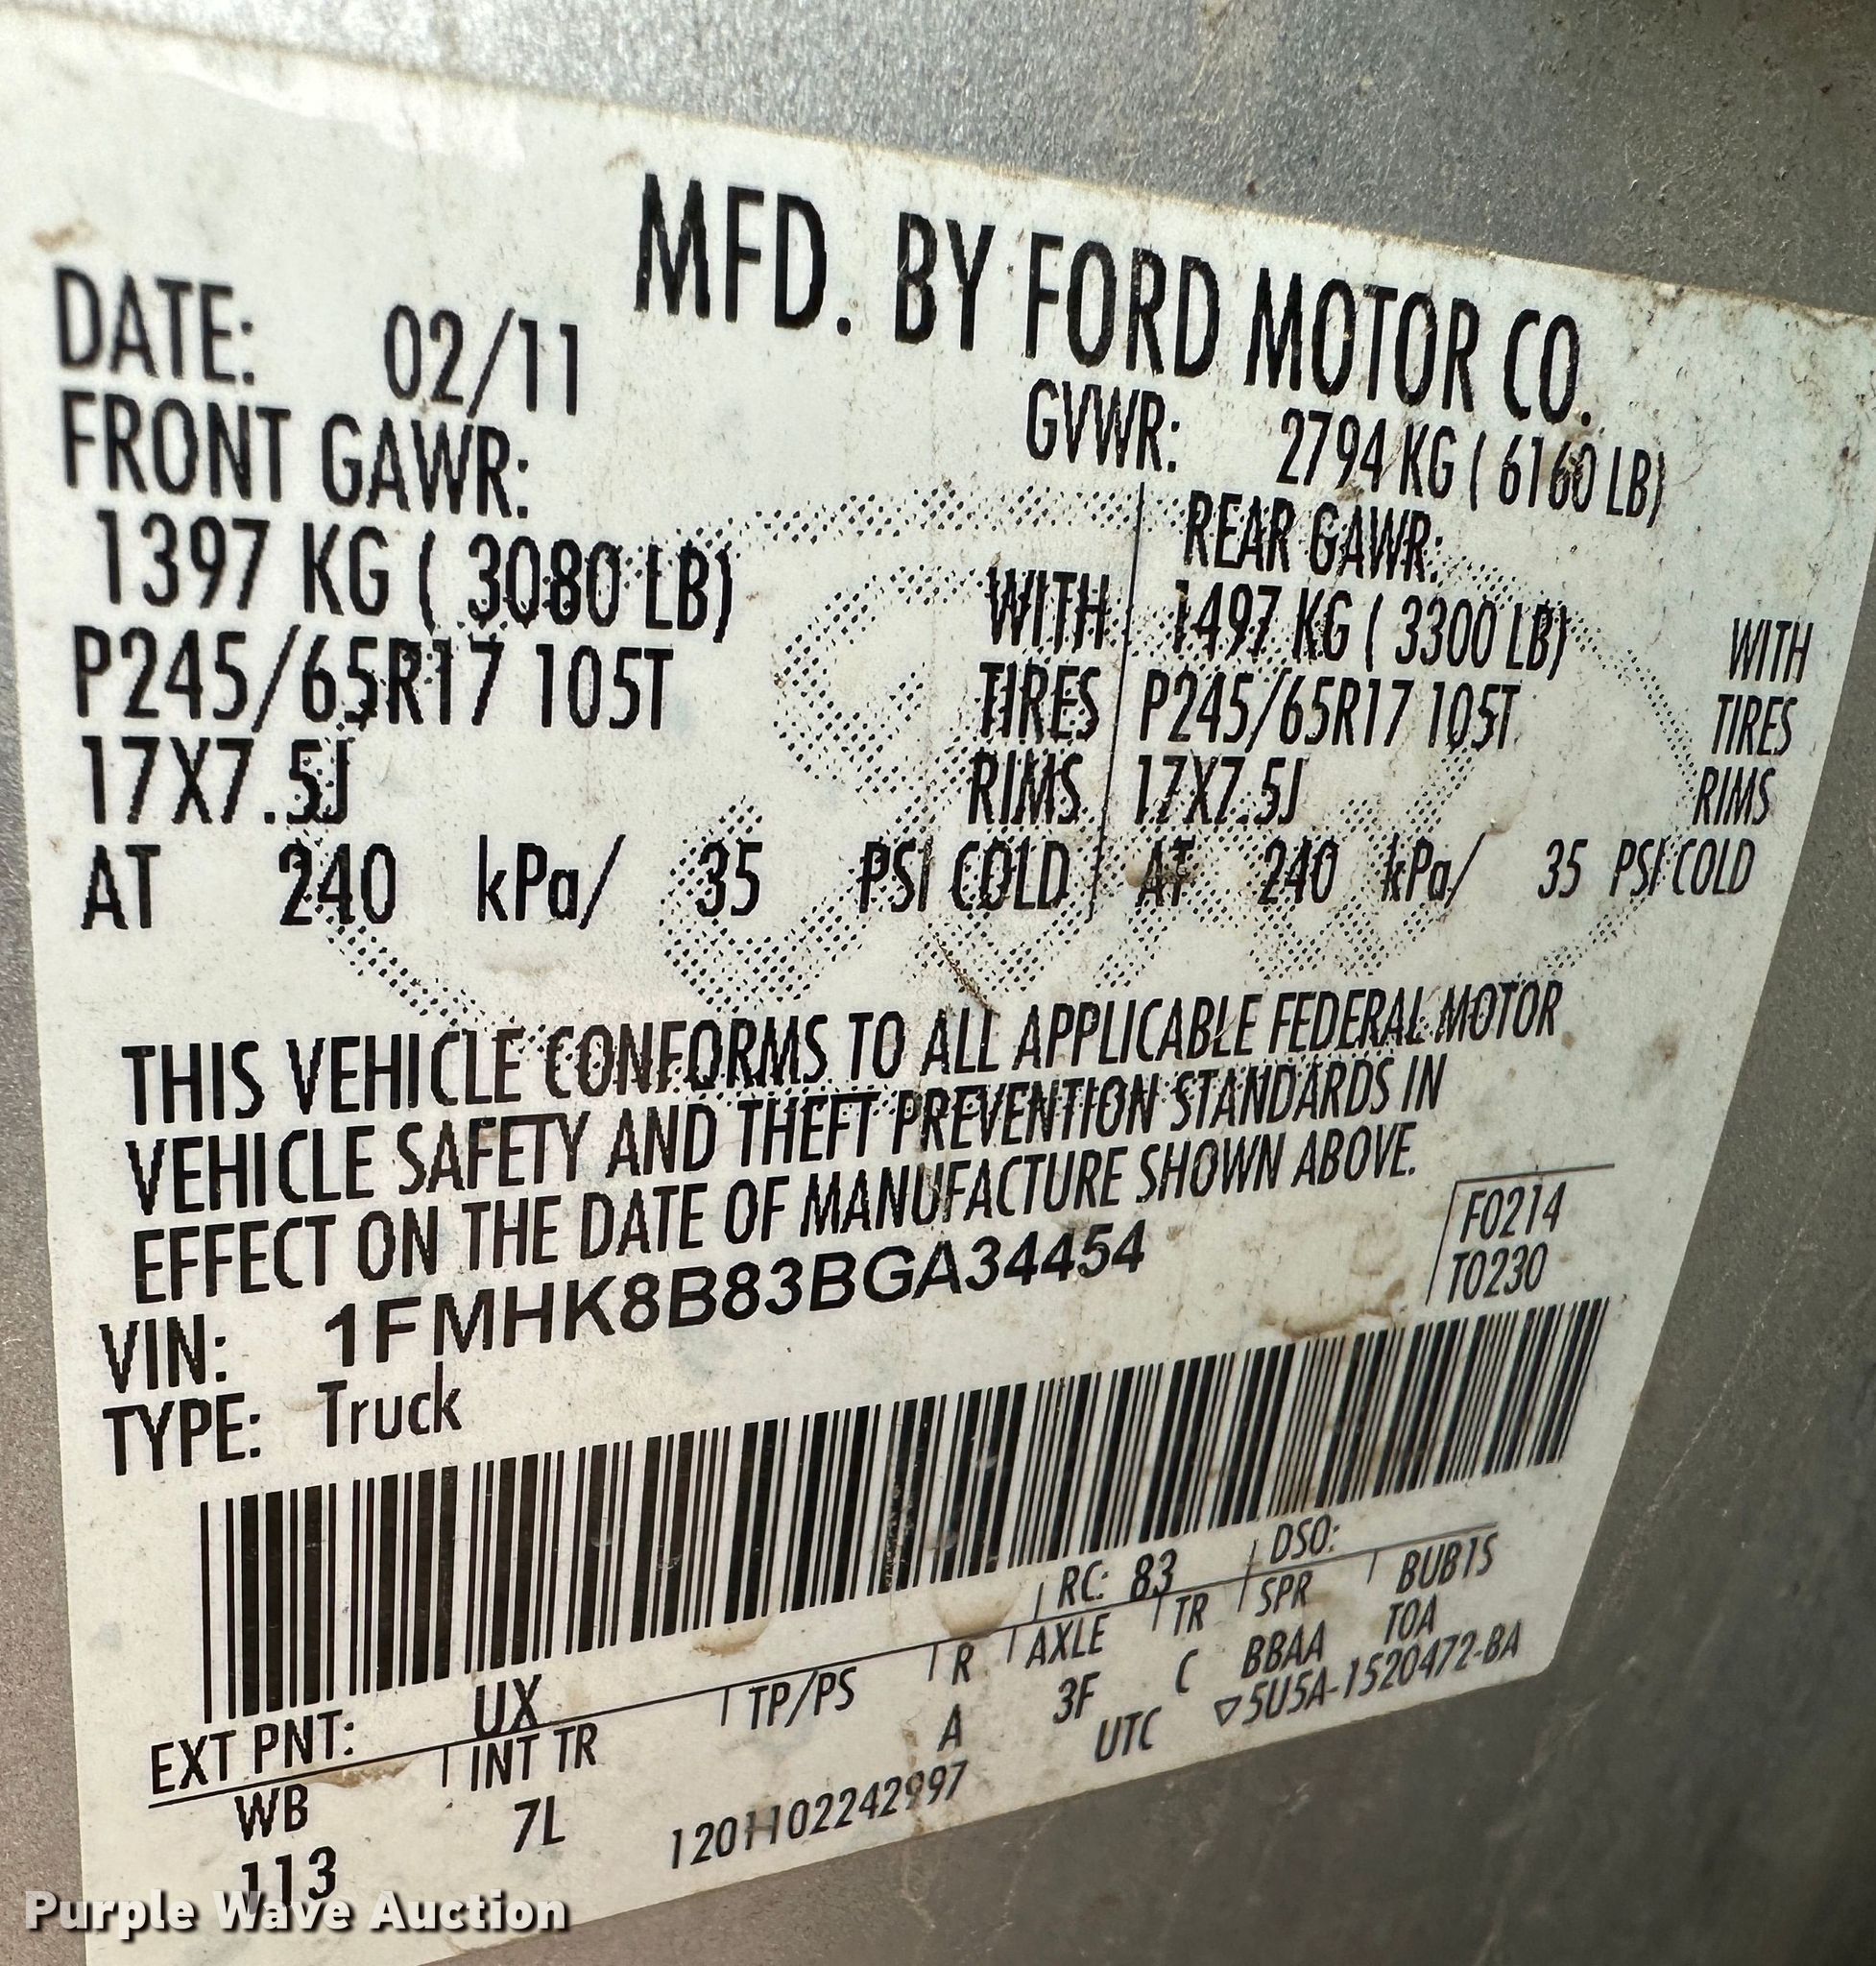 MFD. BY FORD MOTOR CO.
DATE: 02/11 GVWR: 2794 KG ( 6160 LB)
FRONT GAWR: REAR GAWR:
1397 KG ( 3080 LB) WITH 1497 KG ( 3300 LB) WITH
P245/65R17 105T TIRES P245/65R17 105T TIRES
17X7.5J RIMS 17X7.5J RIMS
AT 240 kPa/ 35 PSI COLD AT 240 kPa/ 35 PSI COLD
THIS VEHICLE CONFORMS TO ALL APPLICABLE FEDERAL MOTOR
VEHICLE SAFETY AND THEFT PREVENTION STANDARDS IN
EFFECT ON THE DATE OF MANUFACTURE SHOWN ABOVE.
VIN: 1FMHK8B83BGA34454 F0214
TYPE: Truck T0230
EXT PNT: UX RC: 83 DSO:
WB INT TR TP/PS R AXLE TR SPR BUB1S
113 7L A 3F C BBAA TOA
1201102242997 UTC ▽5U5A-1520472-BA
Purple Wave Auction